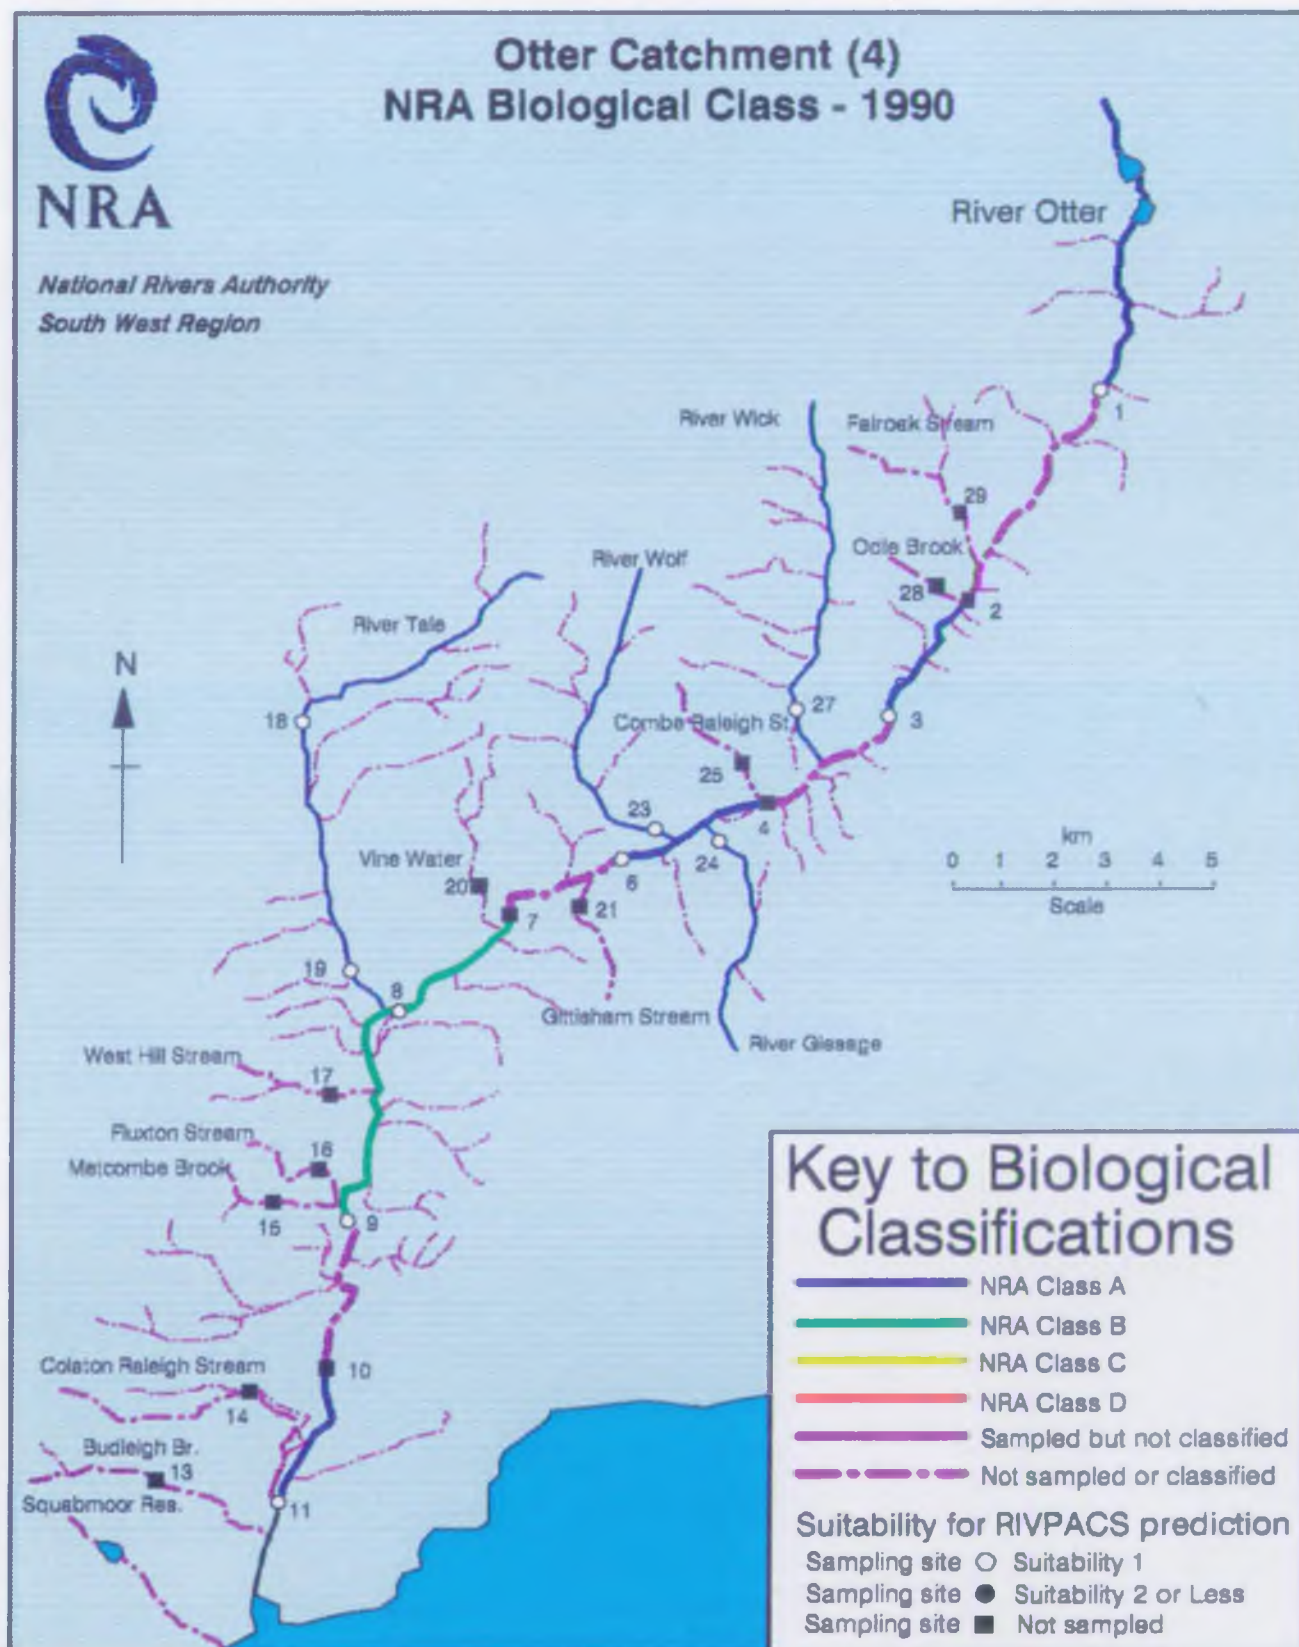 Otter Catchment (4)
NRA Biological Class - 1990
NRA
National Rivers Authority
South West Region
River Otter
1
River Wick
Fairoak Stream
29
Odle Brook
28
2
River Wolf
River Tale
N
18
27
3
Combe Raleigh St.
25
4
23
24
6
km
0 1 2 3 4 5
Scale
Vine Water
20
7
21
19
8
Gittisham Stream
River Glssage
West Hill Stream
17
Fluxton Stream
16
Metcombe Brook
15
9
Colaton Raleigh Stream
10
14
Budleigh Br.
13
Squabmoor Res.
11
Key to Biological
Classifications
NRA Class A
NRA Class B
NRA Class C
NRA Class D
Sampled but not classified
Not sampled or classified
Suitability for RIVPACS prediction
Sampling site Suitability 1
Sampling site Suitability 2 or Less
Sampling site Not sampled